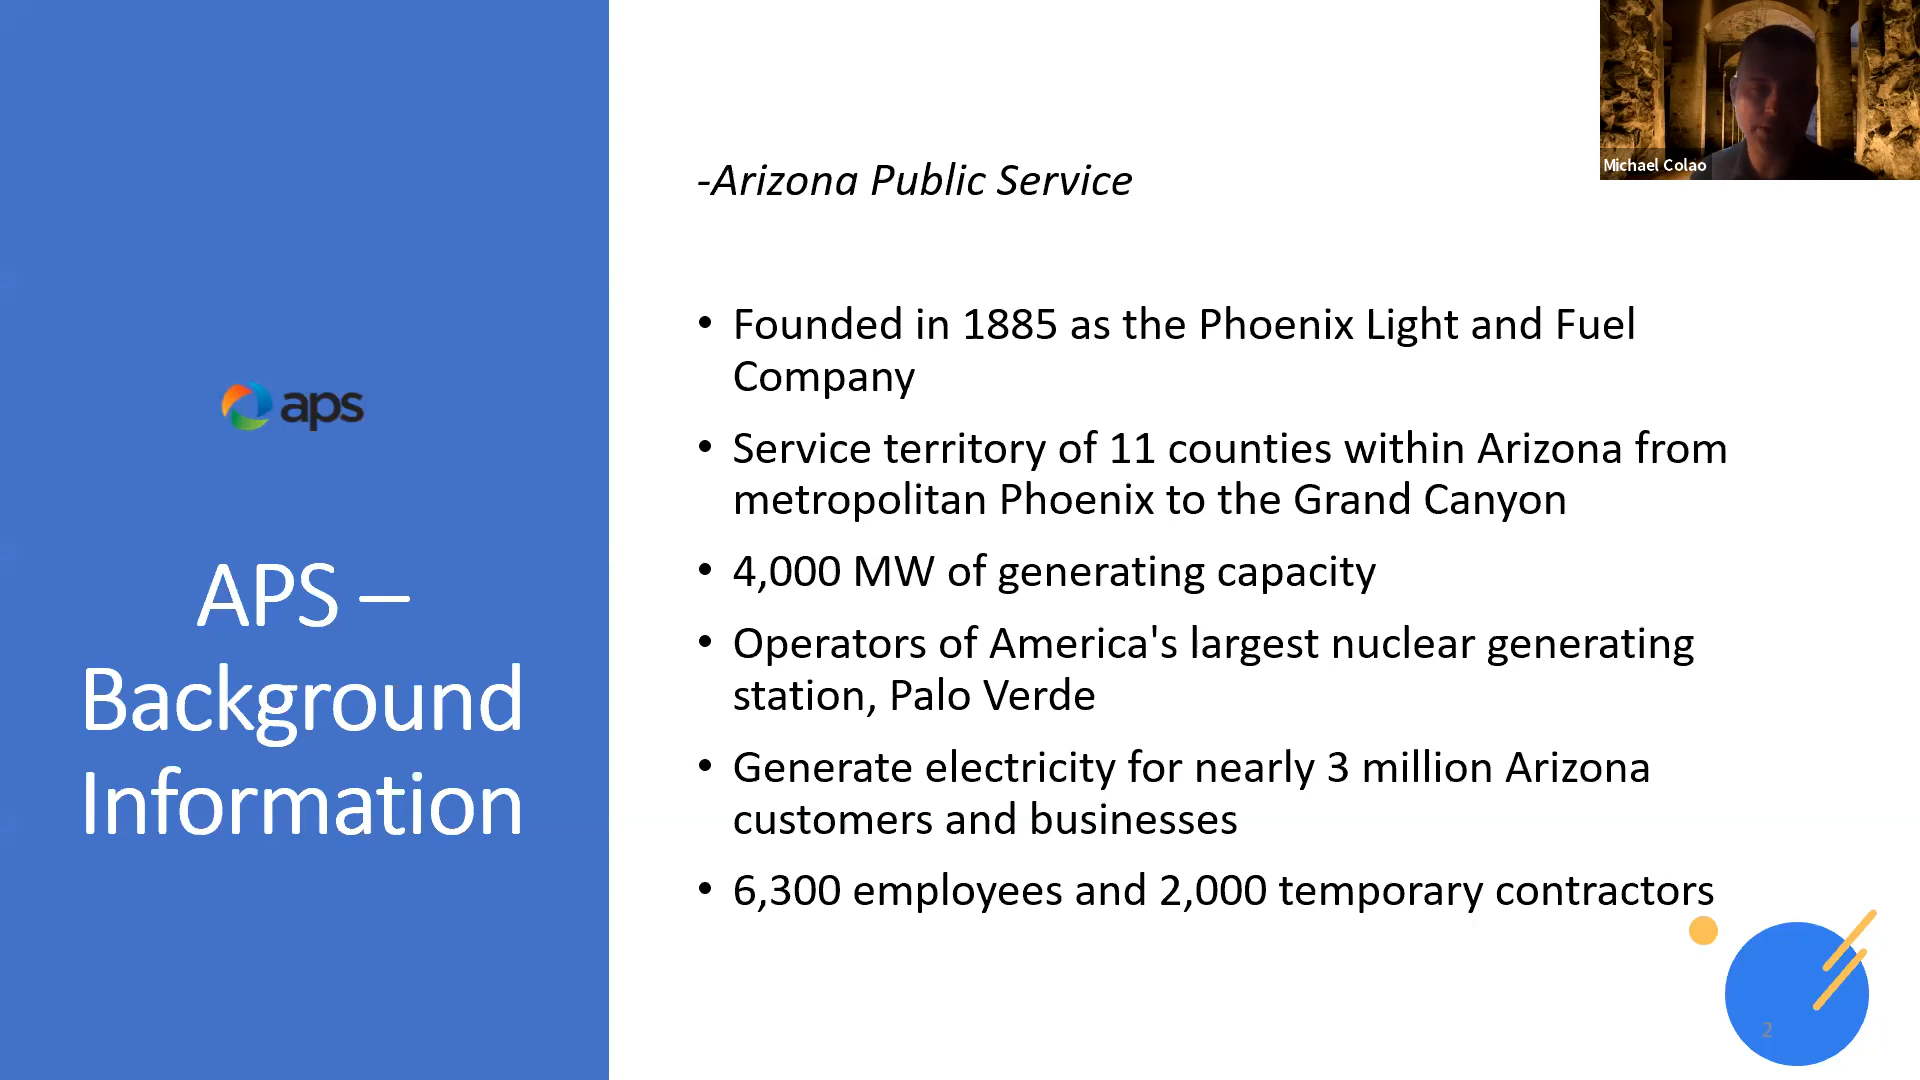 Michael Colao
-Arizona Public Service
• Founded in 1885 as the Phoenix Light and Fuel
Company
• Service territory of 11 counties within Arizona from
metropolitan Phoenix to the Grand Canyon
• 4,000 MW of generating capacity
• Operators of America's largest nuclear generating
station, Palo Verde
• Generate electricity for nearly 3 million Arizona
customers and businesses
• 6,300 employees and 2,000 temporary contractors
aps
APS –
Background
Information
2